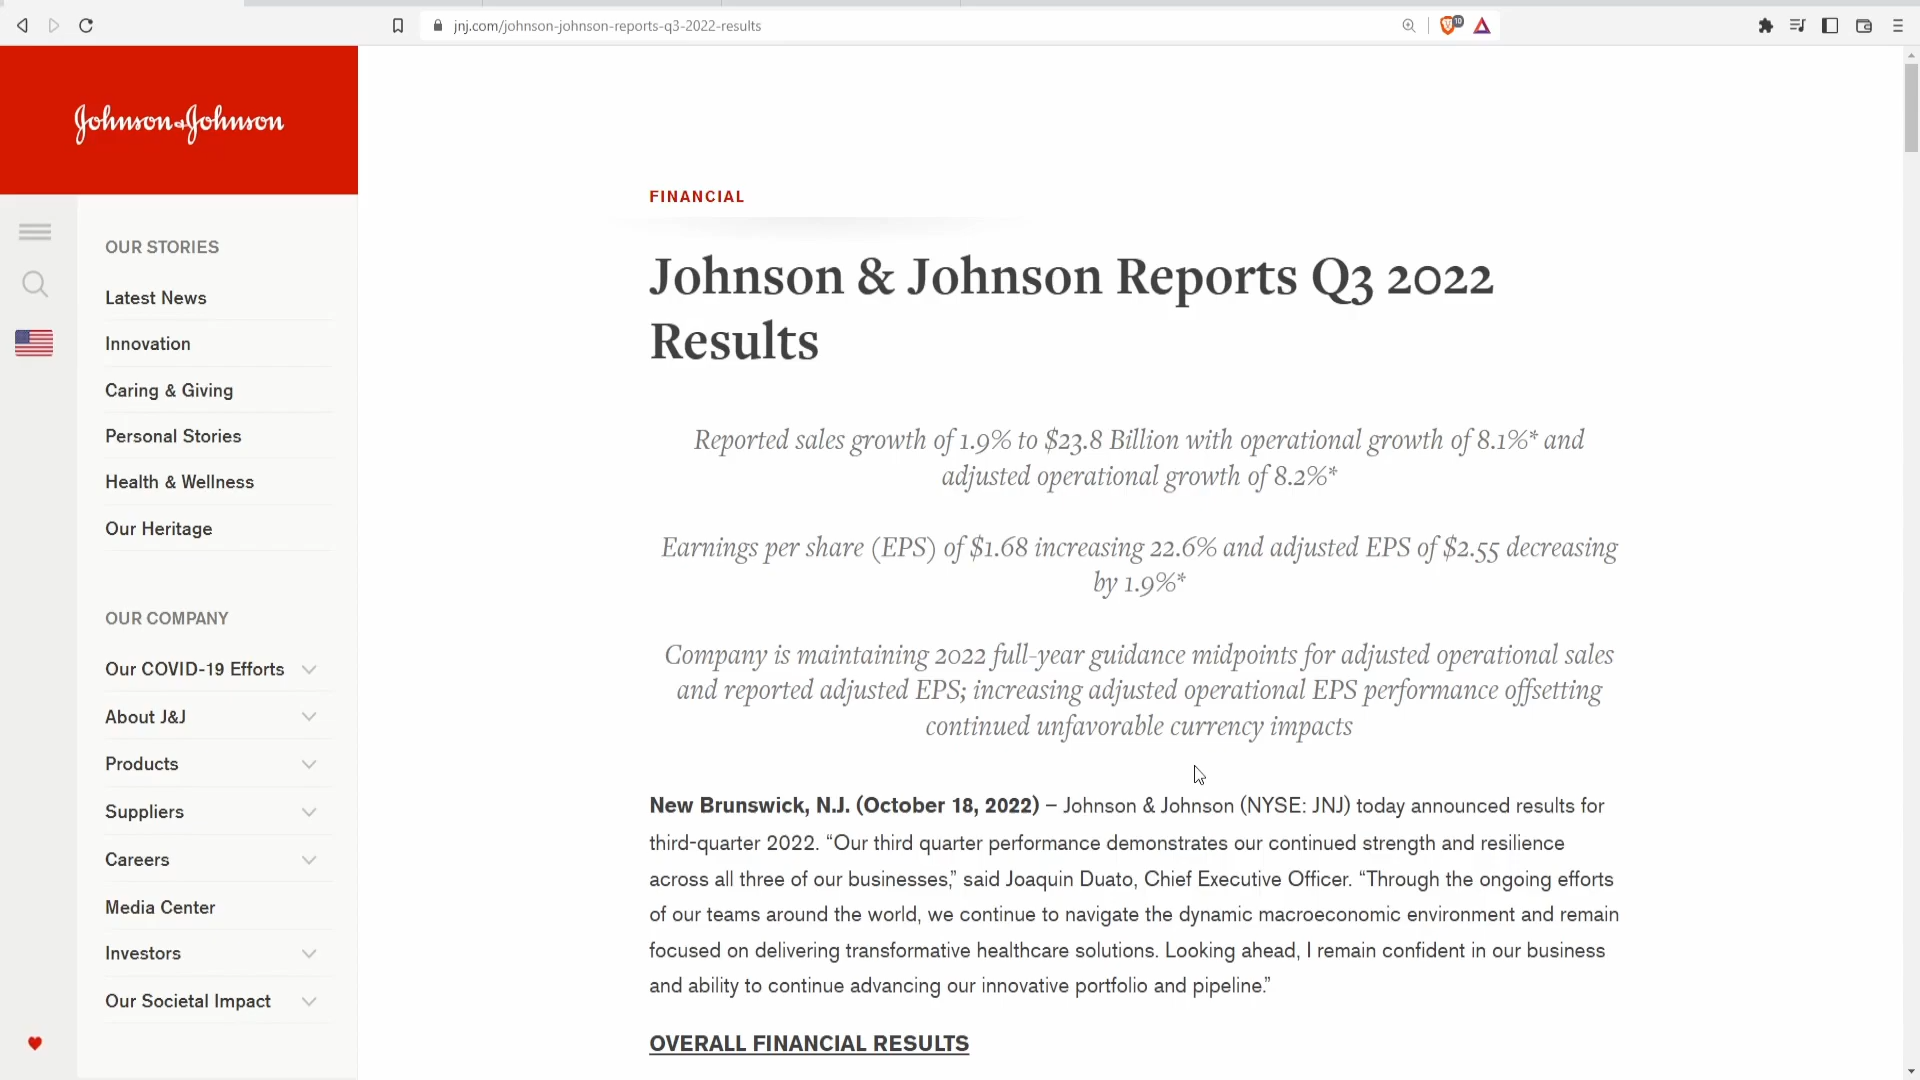 jnj.com/johnson-johnson-reports-q3-2022-results
10
Johnson & Johnson
OUR STORIES
Latest News
Innovation
Caring & Giving
Personal Stories
Health & Wellness
Our Heritage
OUR COMPANY
Our COVID-19 Efforts
About J&J
Products
Suppliers
Careers
Media Center
Investors
Our Societal Impact
FINANCIAL
Johnson & Johnson Reports Q3 2022
Results
Reported sales growth of 1.9% to $23.8 Billion with operational growth of 8.1%* and
adjusted operational growth of 8.2%*
Earnings per share (EPS) of $1.68 increasing 22.6% and adjusted EPS of $2.55 decreasing
by 1.9%*
Company is maintaining 2022 full-year guidance midpoints for adjusted operational sales
and reported adjusted EPS; increasing adjusted operational EPS performance offsetting
continued unfavorable currency impacts
New Brunswick, N.J. (October 18, 2022) – Johnson & Johnson (NYSE: JNJ) today announced results for
third-quarter 2022. “Our third quarter performance demonstrates our continued strength and resilience
across all three of our businesses,” said Joaquin Duato, Chief Executive Officer. “Through the ongoing efforts
of our teams around the world, we continue to navigate the dynamic macroeconomic environment and remain
focused on delivering transformative healthcare solutions. Looking ahead, I remain confident in our business
and ability to continue advancing our innovative portfolio and pipeline.”
OVERALL FINANCIAL RESULTS